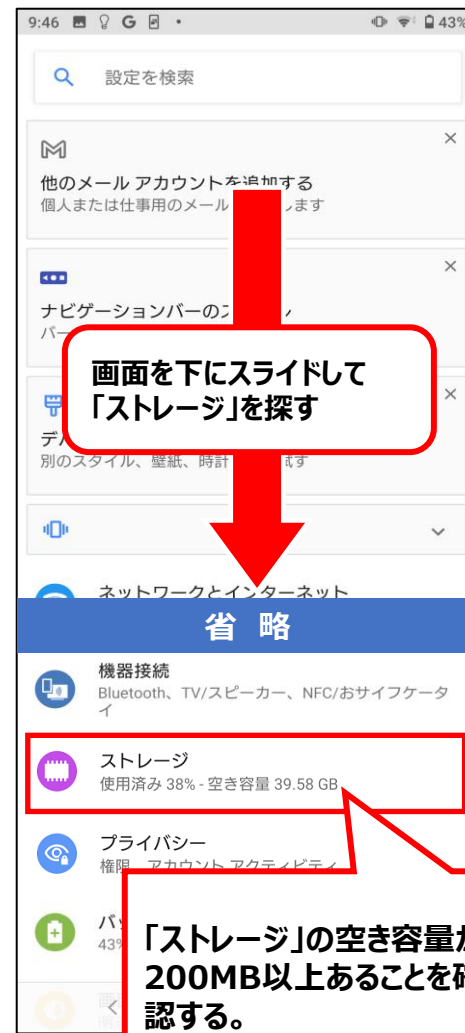 9:46 G 43%
設定を検索
他のメール アカウントを追加する
個人または仕事用のメール します
ナビゲーションバーの
バー
画面を下にスライドして
「ストレージ」を探す
別のスタイル、壁紙、時計 試す
ネットワークとインターネット
省 略
機器接続
Bluetooth、TV/スピーカー、NFC/おサイフケータ
イ
ストレージ
使用済み 38% - 空き容量 39.58 GB
プライバシー
権限、アカウント アクティビティ
43%
「ストレージ」の空き容量が
200MB以上あることを確
認する。